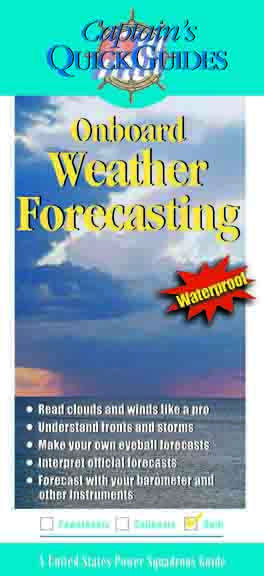 Captain's
QUICKGUIDES
Onboard
Weather
Forecasting
Waterproof
• Read clouds and winds like a pro
• Understand fronts and storms
• Make your own eyeball forecasts
• Interpret official forecasts
• Forecast with your barometer and
other instruments
Powerboats Sailboats Both
A United States Power Squadrons Guide